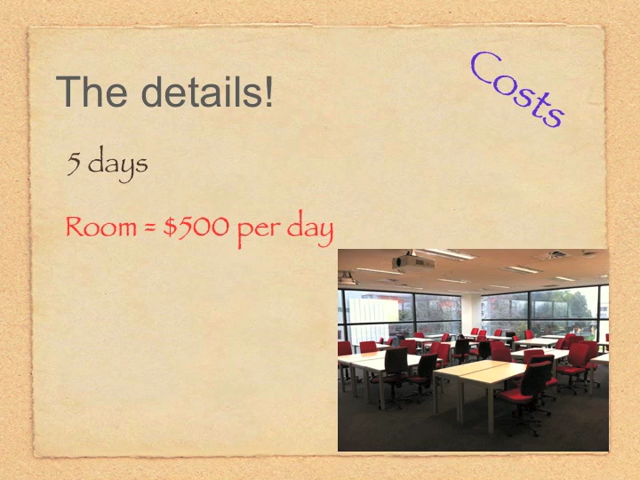 The details!
Costs
5 days
Room = $500 per day